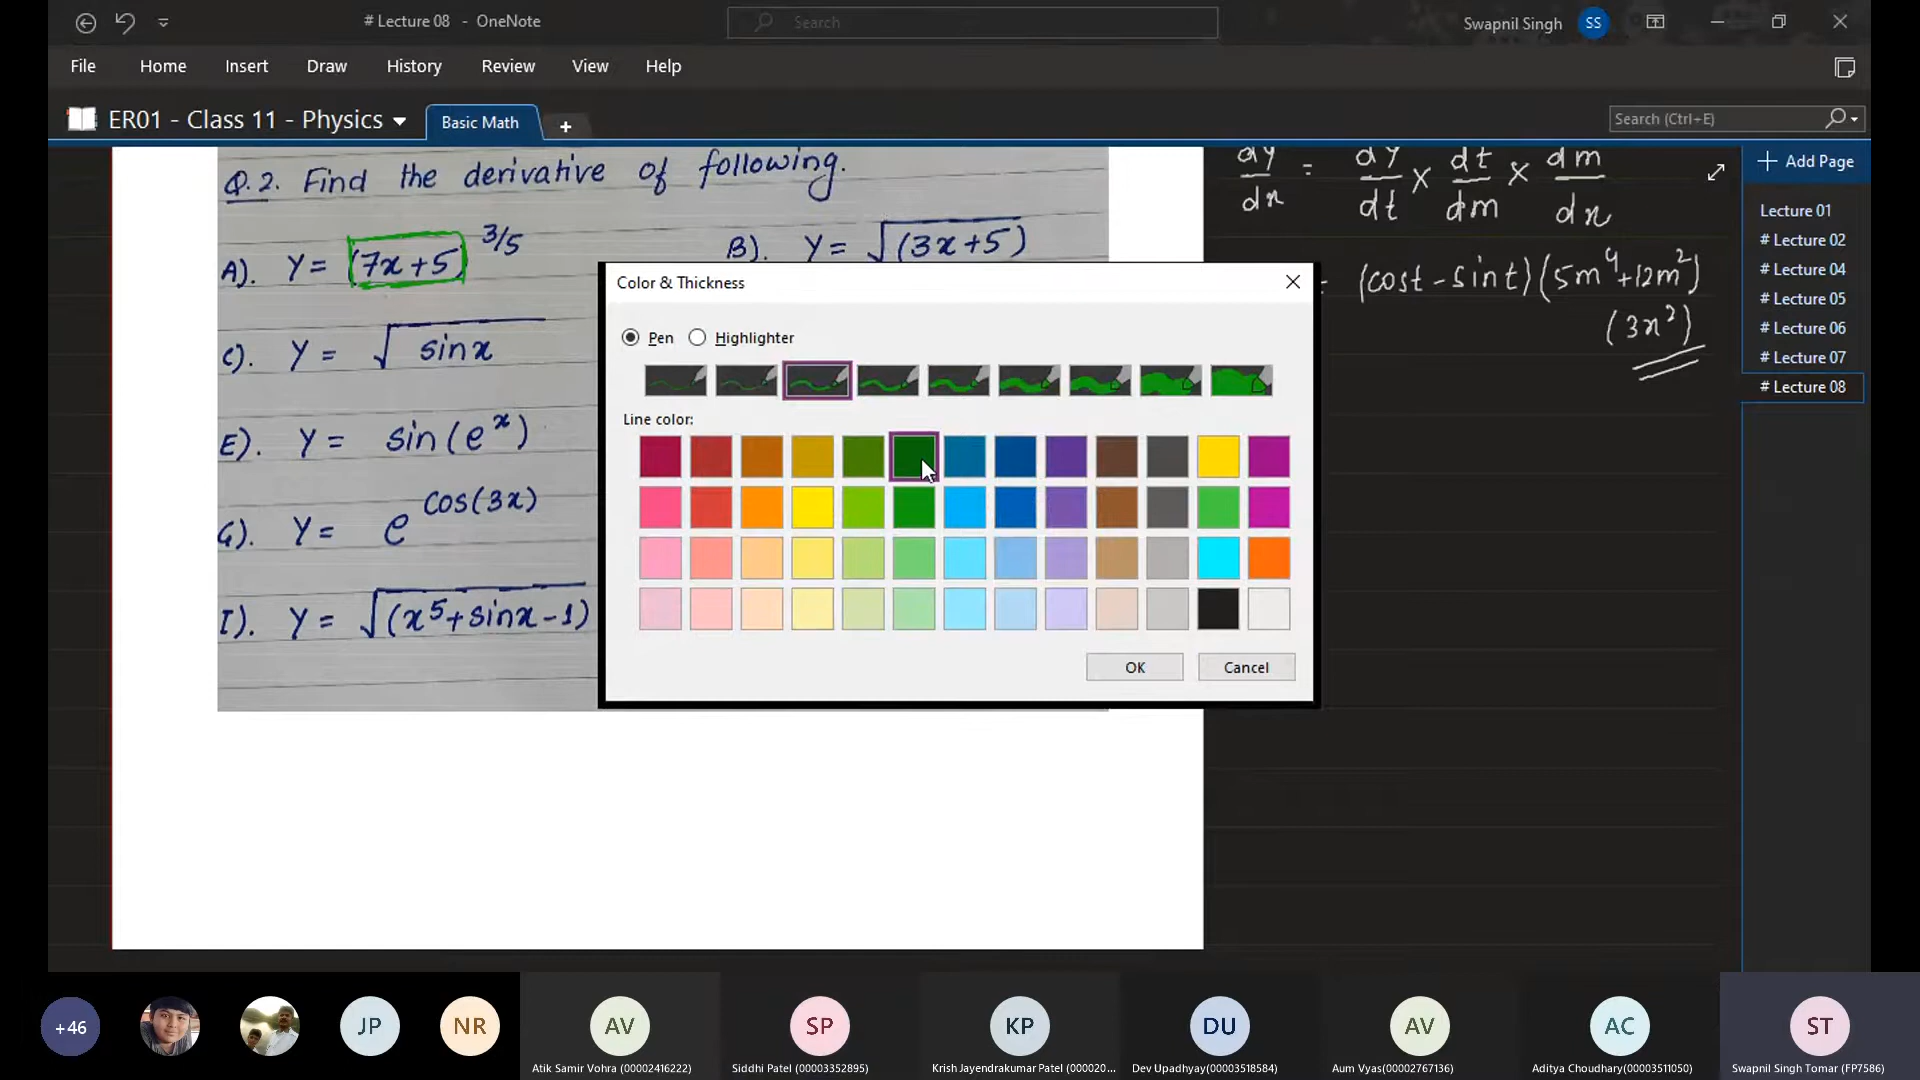 # Lecture 08 - OneNote
Search
Swapnil Singh
SS
File Home Insert Draw History Review View Help
ER01 - Class 11 - Physics
Basic Math
+
Search (Ctrl+E)
Add Page
Lecture 01
# Lecture 02
# Lecture 04
# Lecture 05
# Lecture 06
# Lecture 07
# Lecture 08
Q.2. Find the derivative of following.
A). Y = (7x+5)^3/5
B). Y = √(3x+5)
C). Y = √sinx
E). Y = sin(e^x)
G). Y = e^cos(3x)
I). Y = √(x^5+sinx-1)
dy/dx = dy/dt × dt/dm × dm/dx
= (cost - sint)(5m^4+12m^2)
(3x^2)
Color & Thickness
Pen Highlighter
Line color:
OK Cancel
+46
JP
NR
AV
Atik Samir Vohra (00002416222)
SP
Siddhi Patel (00003352895)
KP
Krish Jayendrakumar Patel (000020...
DU
Dev Upadhyay(00003518584)
AV
Aum Vyas(00002767136)
AC
Aditya Choudhary(00003511050)
ST
Swapnil Singh Tomar (FP7586)